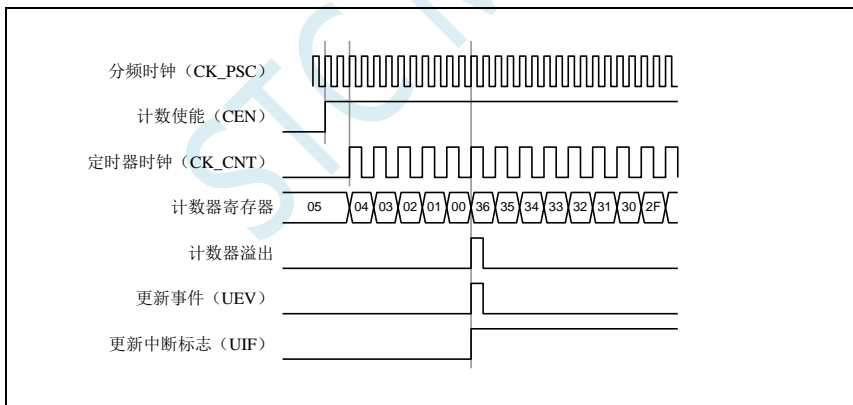 STC M
分频时钟（CK_PSC）
计数使能（CEN）
定时器时钟（CK_CNT）
计数器寄存器 05 04 03 02 01 00 36 35 34 33 32 31 30 2F
计数器溢出
更新事件（UEV）
更新中断标志（UIF）